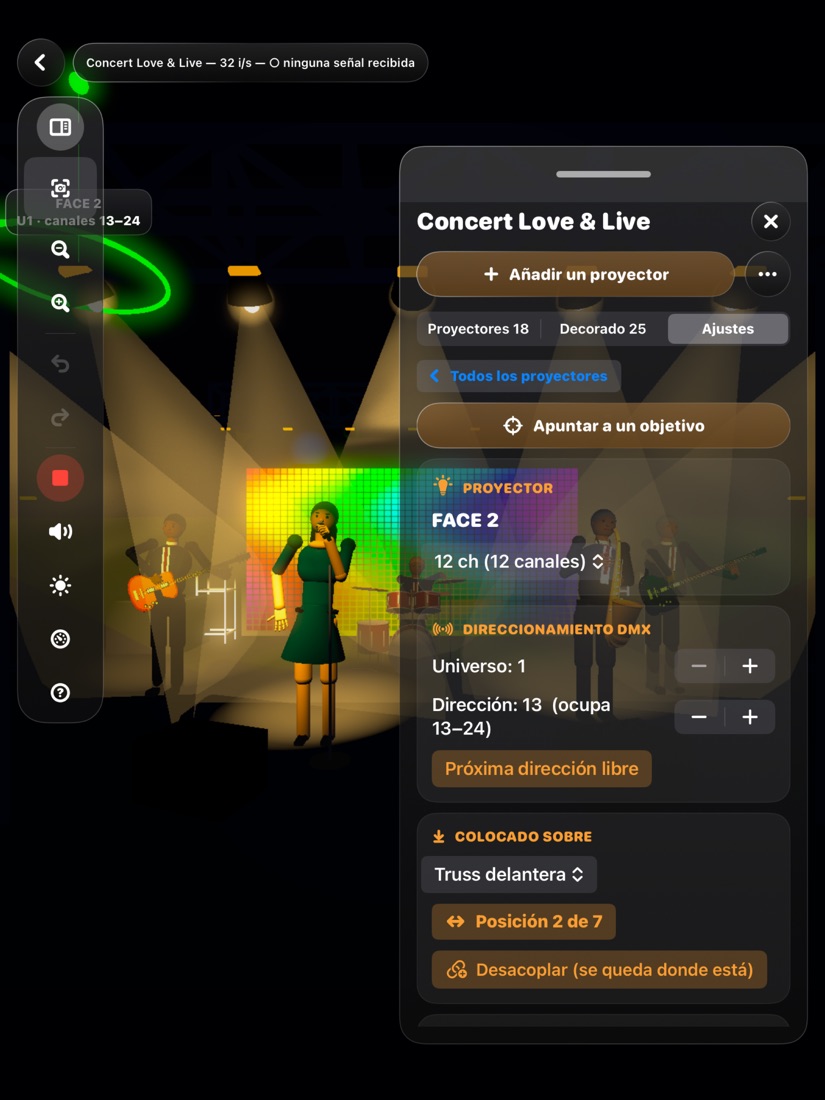 Concert Love & Live — 32 i/s — O ninguna señal recibida
FACE 2
U1 · canales 13–24
Concert Love & Live
Añadir un proyector
Proyectores 18
Decorado 25
Ajustes
Todos los proyectores
Apuntar a un objetivo
PROYECTOR
FACE 2
12 ch (12 canales)
DIRECCIONAMIENTO DMX
Universo: 1
Dirección: 13 (ocupa
13–24)
Próxima dirección libre
COLOCADO SOBRE
Truss delantera
Posición 2 de 7
Desacoplar (se queda donde está)